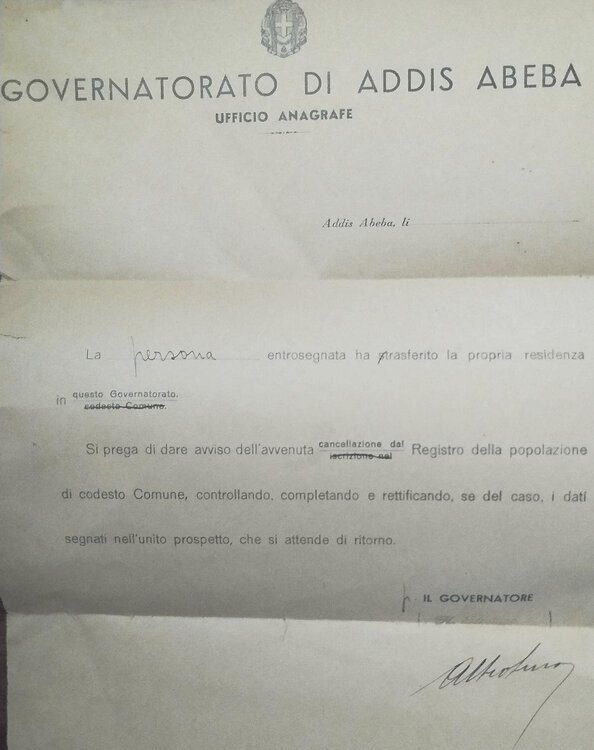 GOVERNATORATO DI ADDIS ABEBA
UFFICIO ANAGRAFE
Addis Abeba, li
La persona entrosegnata ha trasferito la propria residenza
in questo Governatorato.
codesto Comune.
Si prega di dare avviso dell'avvenuta cancellazione dal Registro della popolazione
iscrizione nel
di codesto Comune, controllando, completando e rettificando, se del caso, i dati
segnati nell'unito prospetto, che si attende di ritorno.
p. IL GOVERNATORE